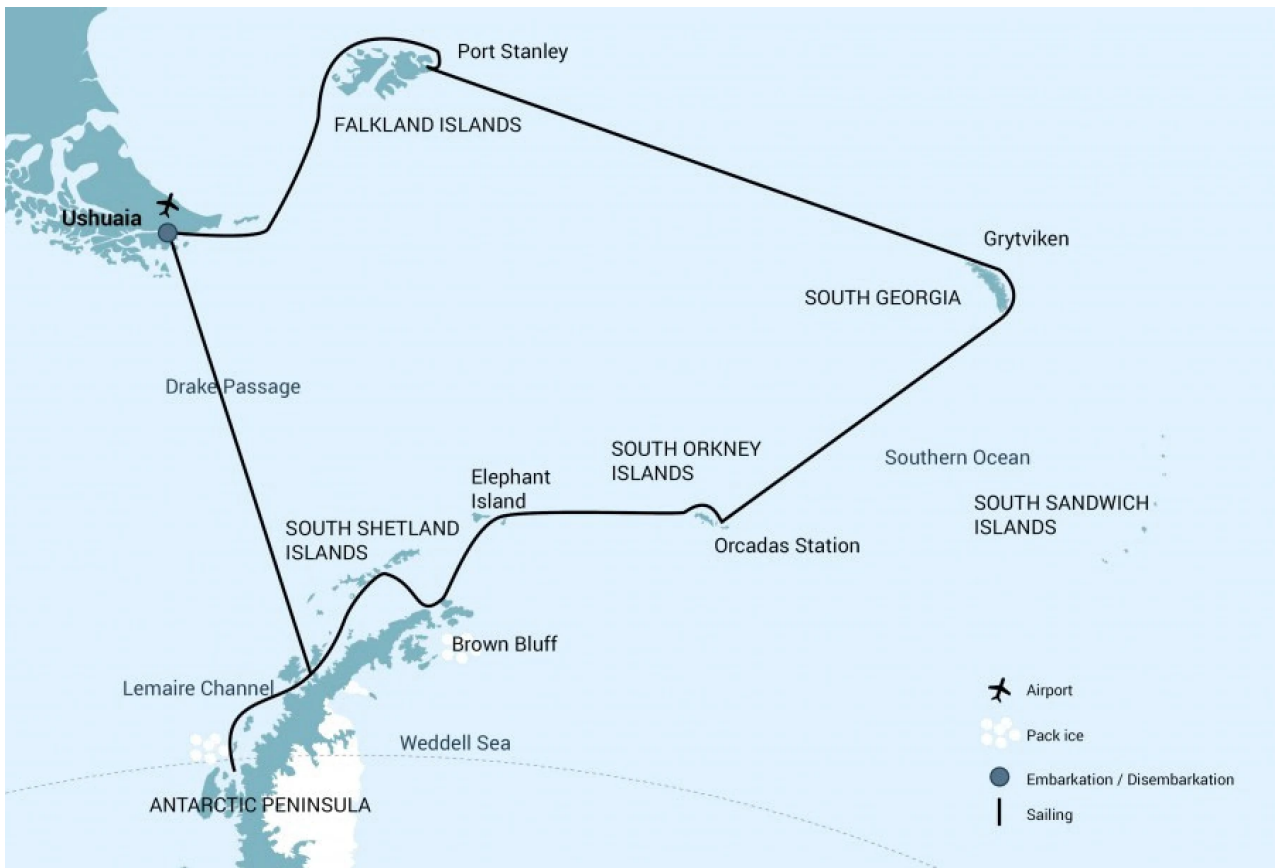 Port Stanley
FALKLAND ISLANDS
Ushuaia
Grytviken
SOUTH GEORGIA
Drake Passage
SOUTH ORKNEY
ISLANDS
Southern Ocean
Elephant
Island
SOUTH SANDWICH
ISLANDS
SOUTH SHETLAND
ISLANDS
Orcadas Station
Brown Bluff
Lemaire Channel
Weddell Sea
ANTARCTIC PENINSULA
Airport
Pack ice
Embarkation / Disembarkation
Sailing